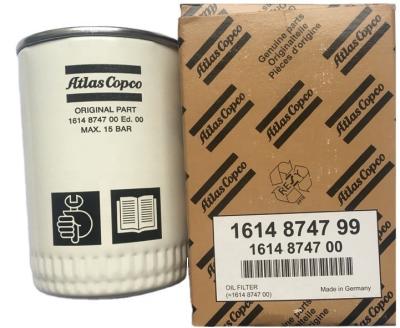 Atlas Copco
ORIGINAL PART
1614 8747 00 Ed. 00
MAX. 15 BAR
Atlas Copco
Genuine parts
Originalteile
Pièces d'origine
Atlas Copco
Atlas Copco
Atlas Copco
Atlas Copco
1614 8747 99
1614 8747 00
OIL FILTER
(=1614 8747 00)
Made in Germany